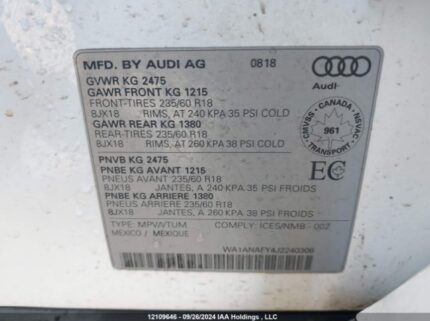 MFD. BY AUDI AG 0818
GVWR KG 2475
GAWR FRONT KG 1215
FRONT-TIRES 235/60 R18
8JX18 RIMS, AT 240 KPA 35 PSI COLD
GAWR REAR KG 1380
REAR-TIRES 235/60 R18
8JX18 RIMS, AT 260 KPA 38 PSI COLD
PNVB KG 2475
PNBE KG AVANT 1215
PNEUS AVANT 235/60 R18
8JX18 JANTES, A 240 KPA 35 PSI FROIDS
PNBE KG ARRIERE 1380
PNEUS ARRIERE 235/60 R18
8JX18 JANTES, A 260 KPA 38 PSI FROIDS
TYPE: MPV/VTUM COMPLY: ICES/NMB - 002
MEXICO / MEXIQUE
WA1ANAFY4J2240306
Audi
CANADA
CMVSS NSVAC
961
TRANSPORT
EC
12109646 - 09/26/2024 IAA Holdings , LLC